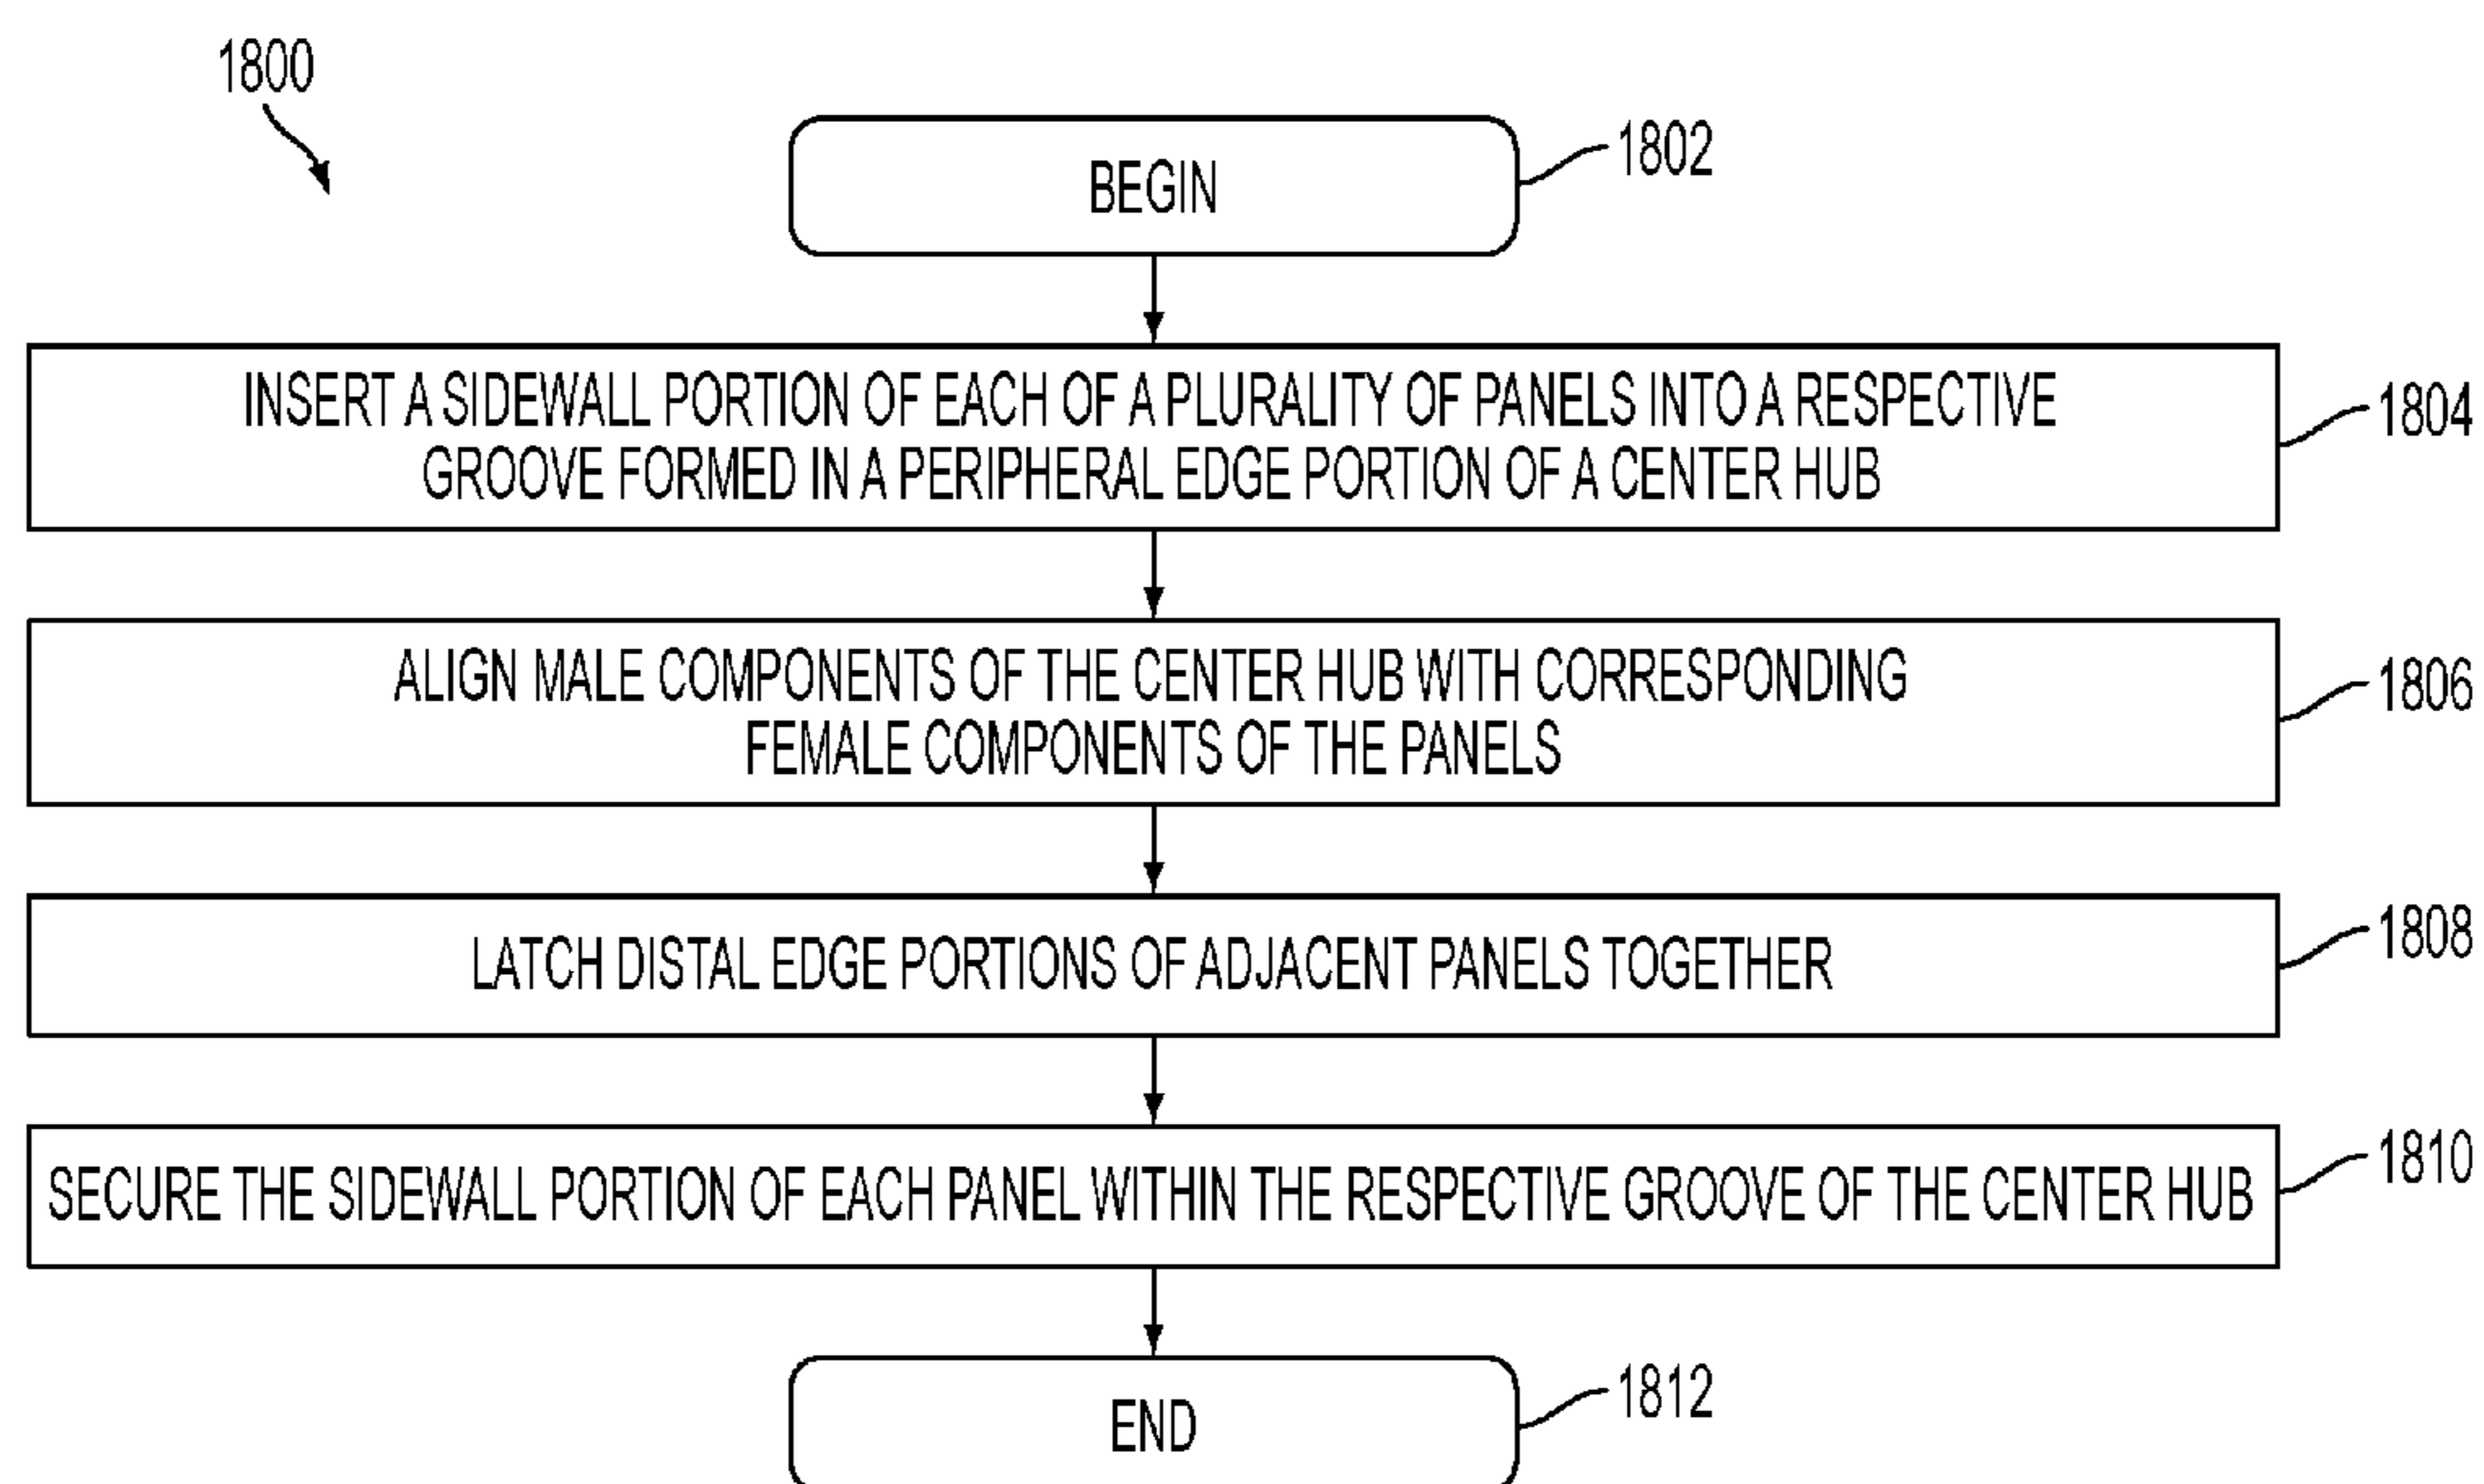 1800
BEGIN
1802
INSERT A SIDEWALL PORTION OF EACH OF A PLURALITY OF PANELS INTO A RESPECTIVE
GROOVE FORMED IN A PERIPHERAL EDGE PORTION OF A CENTER HUB
1804
ALIGN MALE COMPONENTS OF THE CENTER HUB WITH CORRESPONDING
FEMALE COMPONENTS OF THE PANELS
1806
LATCH DISTAL EDGE PORTIONS OF ADJACENT PANELS TOGETHER
1808
SECURE THE SIDEWALL PORTION OF EACH PANEL WITHIN THE RESPECTIVE GROOVE OF THE CENTER HUB
1810
END
1812